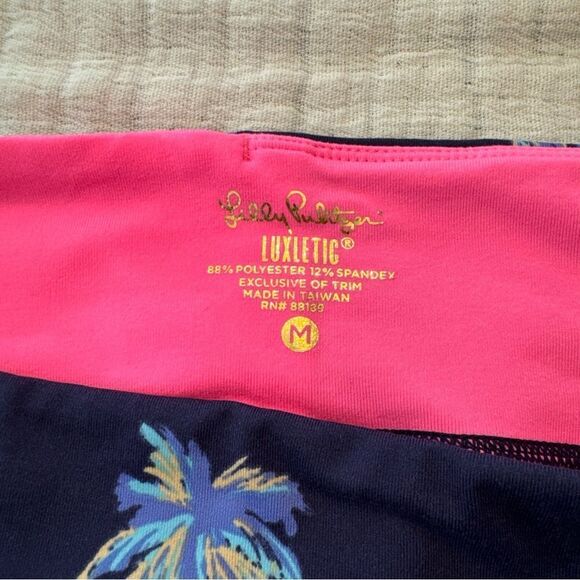 Lilly Pulitzer
LUXLETIC®
88% POLYESTER 12% SPANDEX
EXCLUSIVE OF TRIM
MADE IN TAIWAN
RN# 88139
M